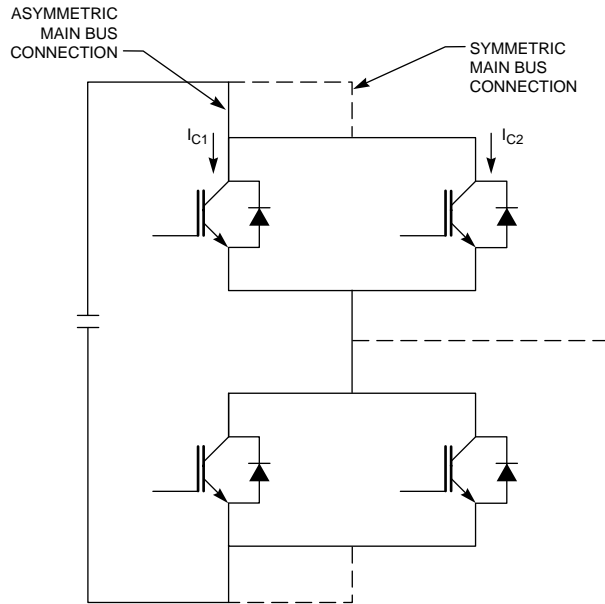 ASYMMETRIC
MAIN BUS
CONNECTION
SYMMETRIC
MAIN BUS
CONNECTION
IC1
IC2